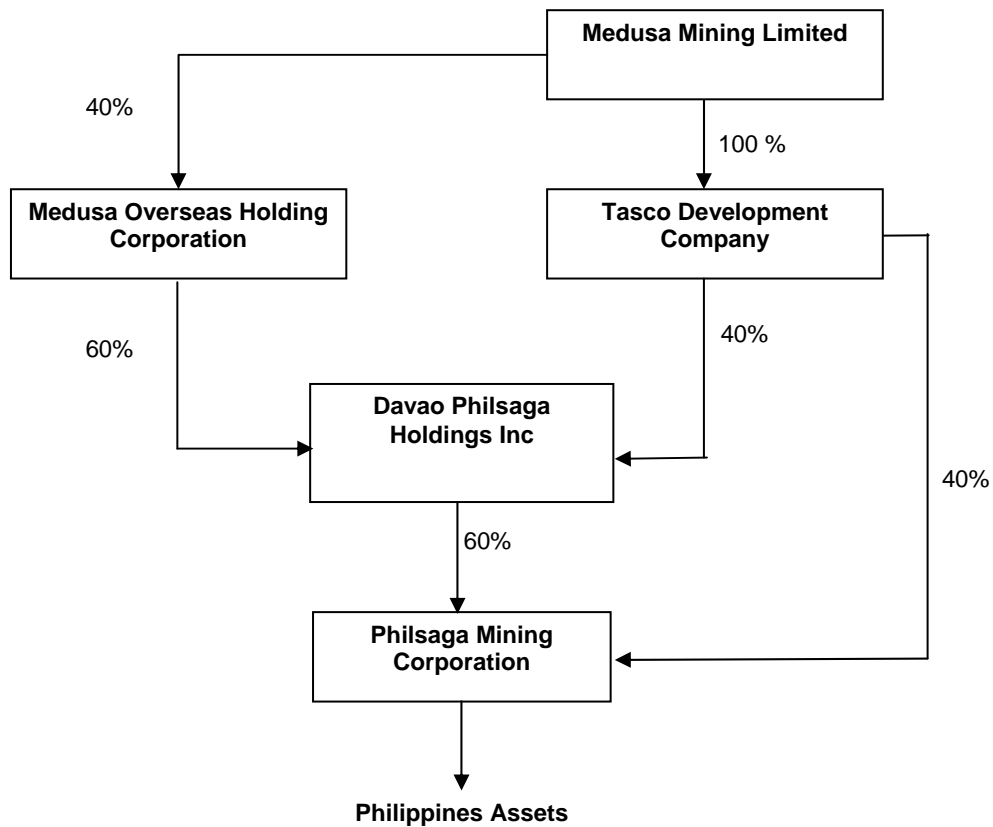 Medusa Mining Limited
40%
100 %
Medusa Overseas Holding
Corporation
Tasco Development
Company
60%
40%
Davao Philsaga
Holdings Inc
40%
60%
Philsaga Mining
Corporation
Philippines Assets